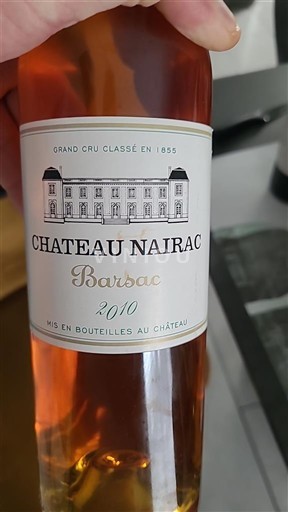 GRAND CRU CLASSÉ EN 1855
CHATEAU NAIRAC
Barsac
2010
MIS EN BOUTEILLES AU CHÂTEAU